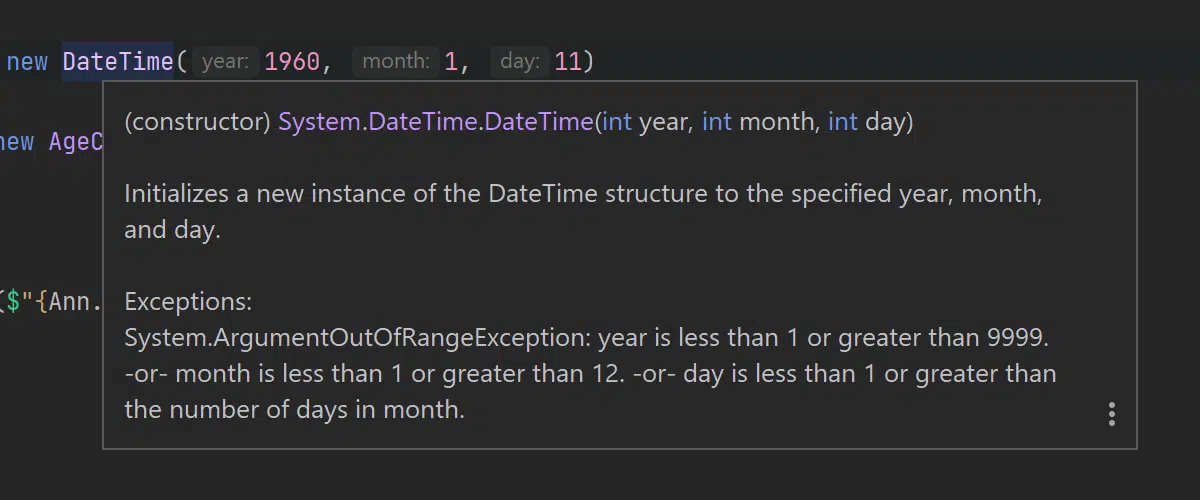 new DateTime( year: 1960, month: 1, day: 11)
(constructor) System.DateTime.DateTime(int year, int month, int day)
new AgeC
Initializes a new instance of the DateTime structure to the specified year, month,
and day.
($"{Ann.
Exceptions:
System.ArgumentOutOfRangeException: year is less than 1 or greater than 9999.
-or- month is less than 1 or greater than 12. -or- day is less than 1 or greater than
the number of days in month.